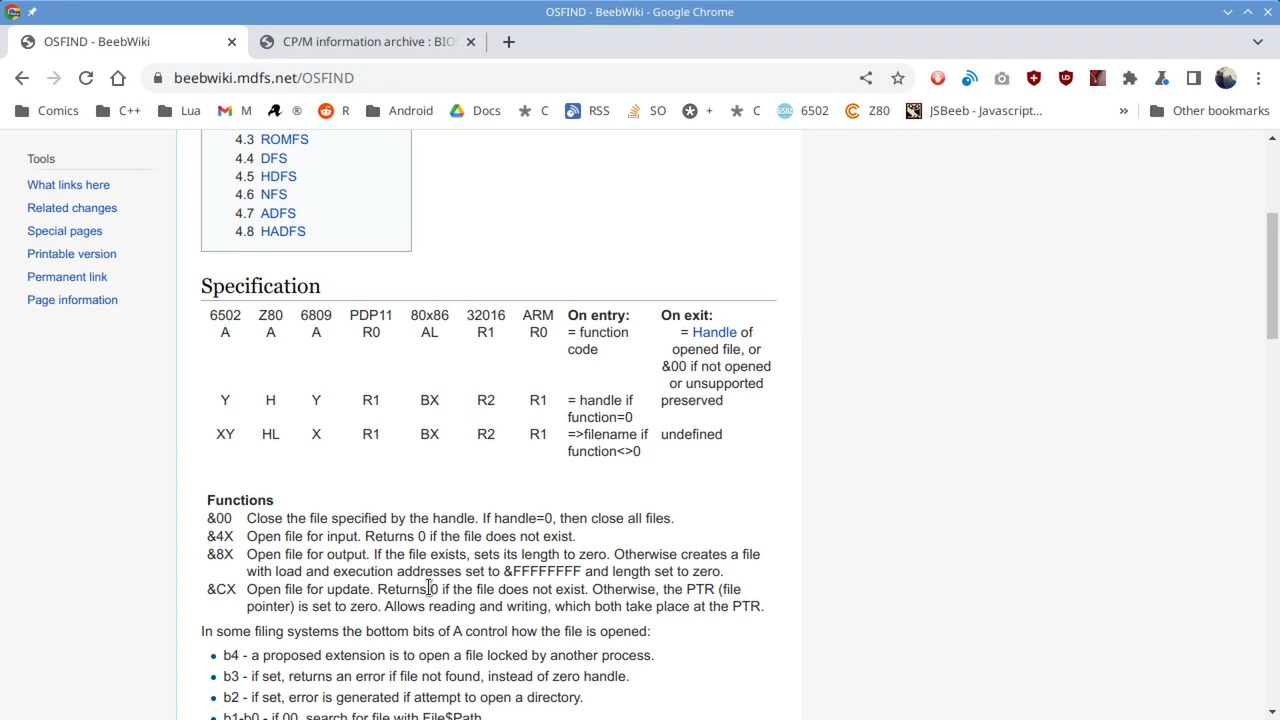 OSFIND - BeebWiki - Google Chrome
OSFIND - BeebWiki
CP/M information archive : BIO
beebwiki.mdfs.net/OSFIND
Comics
C++
Lua
M
®
R
Android
Docs
C
RSS
SO
+
C
6502
Z80
JSBeeb - Javascript...
»
Other bookmarks
Tools
What links here
Related changes
Special pages
Printable version
Permanent link
Page information
4.3 ROMFS
4.4 DFS
4.5 HDFS
4.6 NFS
4.7 ADFS
4.8 HADFS
Specification
6502 Z80 6809 PDP11 80x86 32016 ARM On entry: On exit:
A A A R0 AL R1 R0 = function = Handle of
code opened file, or
&00 if not opened
or unsupported
Y H Y R1 BX R2 R1 = handle if preserved
function=0
XY HL X R1 BX R2 R1 =>filename if undefined
function<>0
Functions
&00 Close the file specified by the handle. If handle=0, then close all files.
&4X Open file for input. Returns 0 if the file does not exist.
&8X Open file for output. If the file exists, sets its length to zero. Otherwise creates a file
with load and execution addresses set to &FFFFFFFF and length set to zero.
&CX Open file for update. Returns 0 if the file does not exist. Otherwise, the PTR (file
pointer) is set to zero. Allows reading and writing, which both take place at the PTR.
In some filing systems the bottom bits of A control how the file is opened:
b4 - a proposed extension is to open a file locked by another process.
b3 - if set, returns an error if file not found, instead of zero handle.
b2 - if set, error is generated if attempt to open a directory.
b1-b0 - if 00, search for file with File$Path